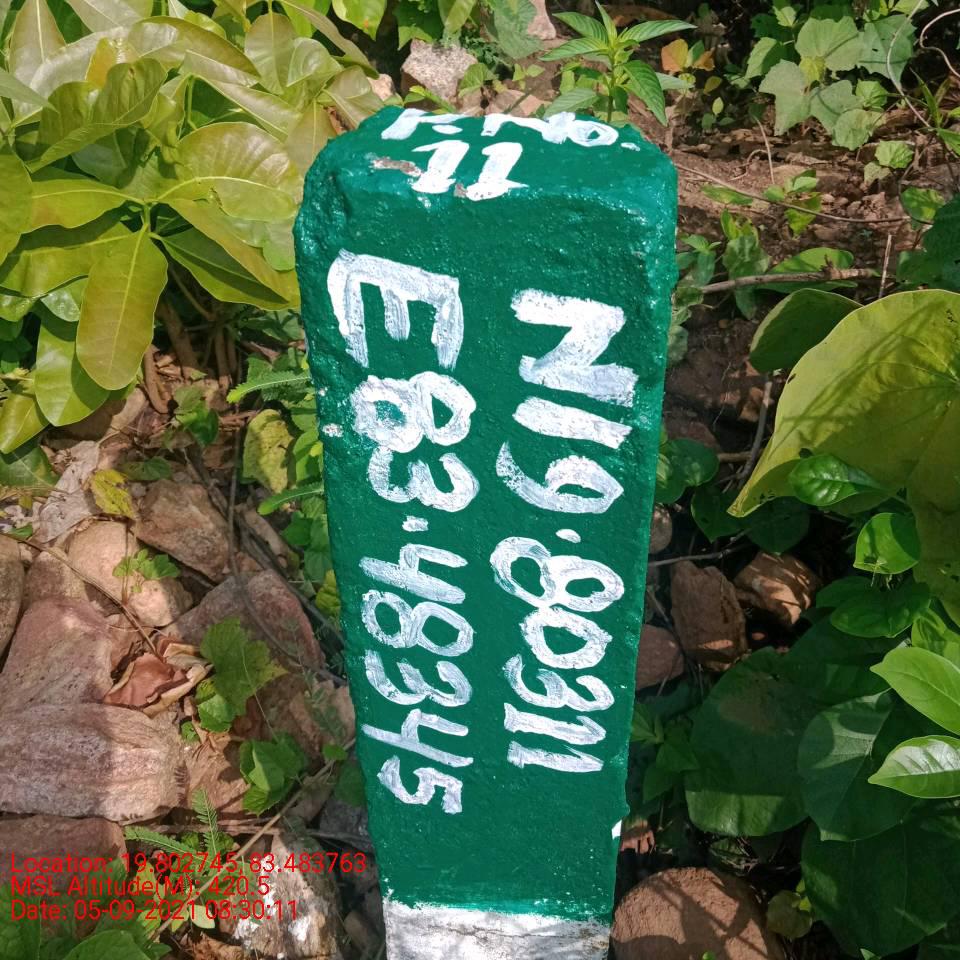 P.No.
11
N19.80311
E83.48345
Location: 19.802745, 83.483763
MSL Altitude(M): 420.5
Date: 05-09-2021 08:30:11